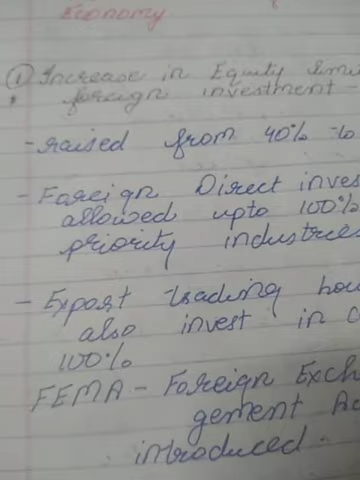 Economy
① Increase in Equity limi
foreign investment -
- raised from 40% to
- Foreign Direct inves
allowed upto 100%
priority industries
- Export trading hou
also invest in
100%
FEMA - Foreign Exch
gement Ac
introduced.